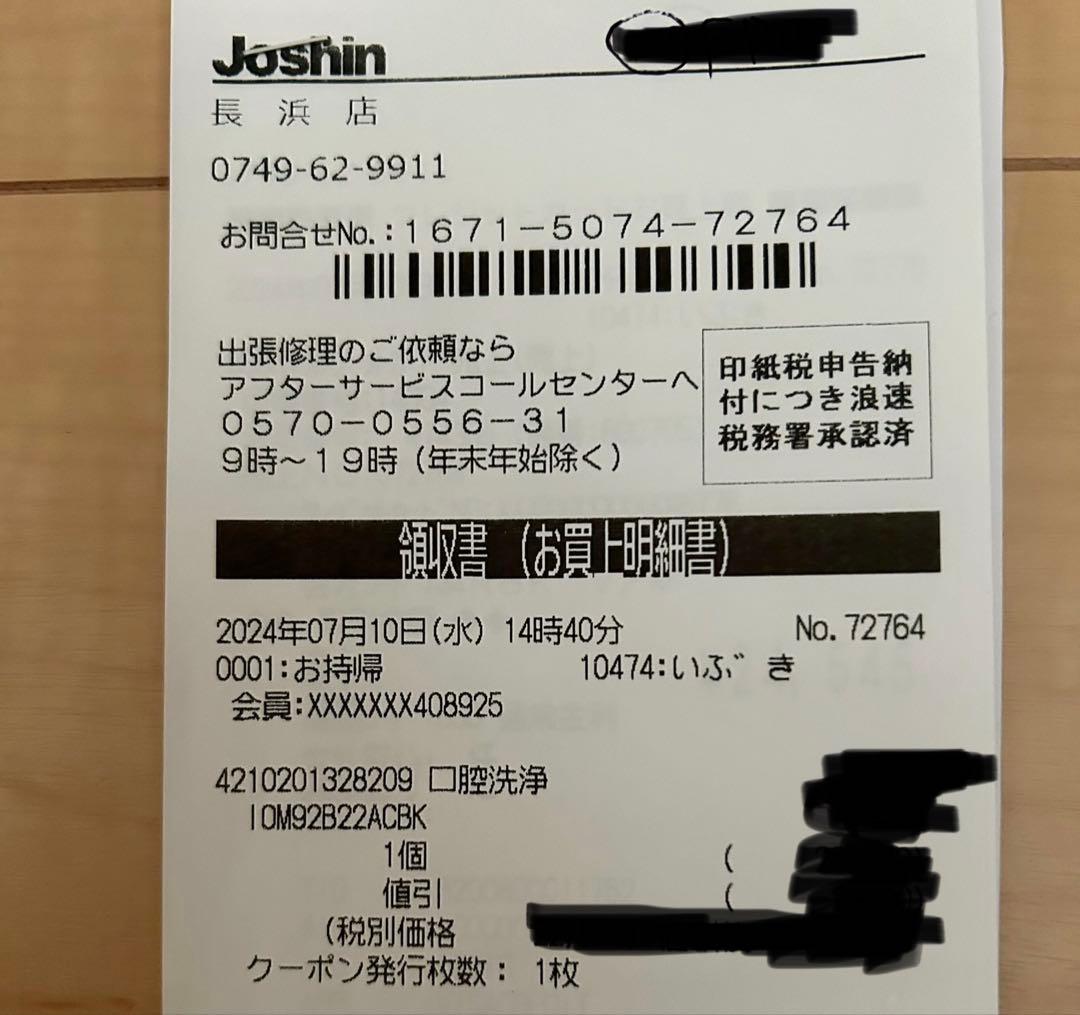 Joshin
長浜店
0749-62-9911
お問合せNo.:1671-5074-72764
出張修理のご依頼なら
アフターサービスコールセンターへ
0570-0556-31
9時~19時(年末年始除く)
印紙税申告納
付につき浪速
税務署承認済
領収書(お買上明細書)
2024年07月10日(水) 14時40分 No.72764
0001:お持帰 10474:いぶき
会員:XXXXXXX408925
4210201328209 口腔洗浄
IOM92B22ACBK
1個 (
値引 (
(税別価格
クーポン発行枚数: 1枚